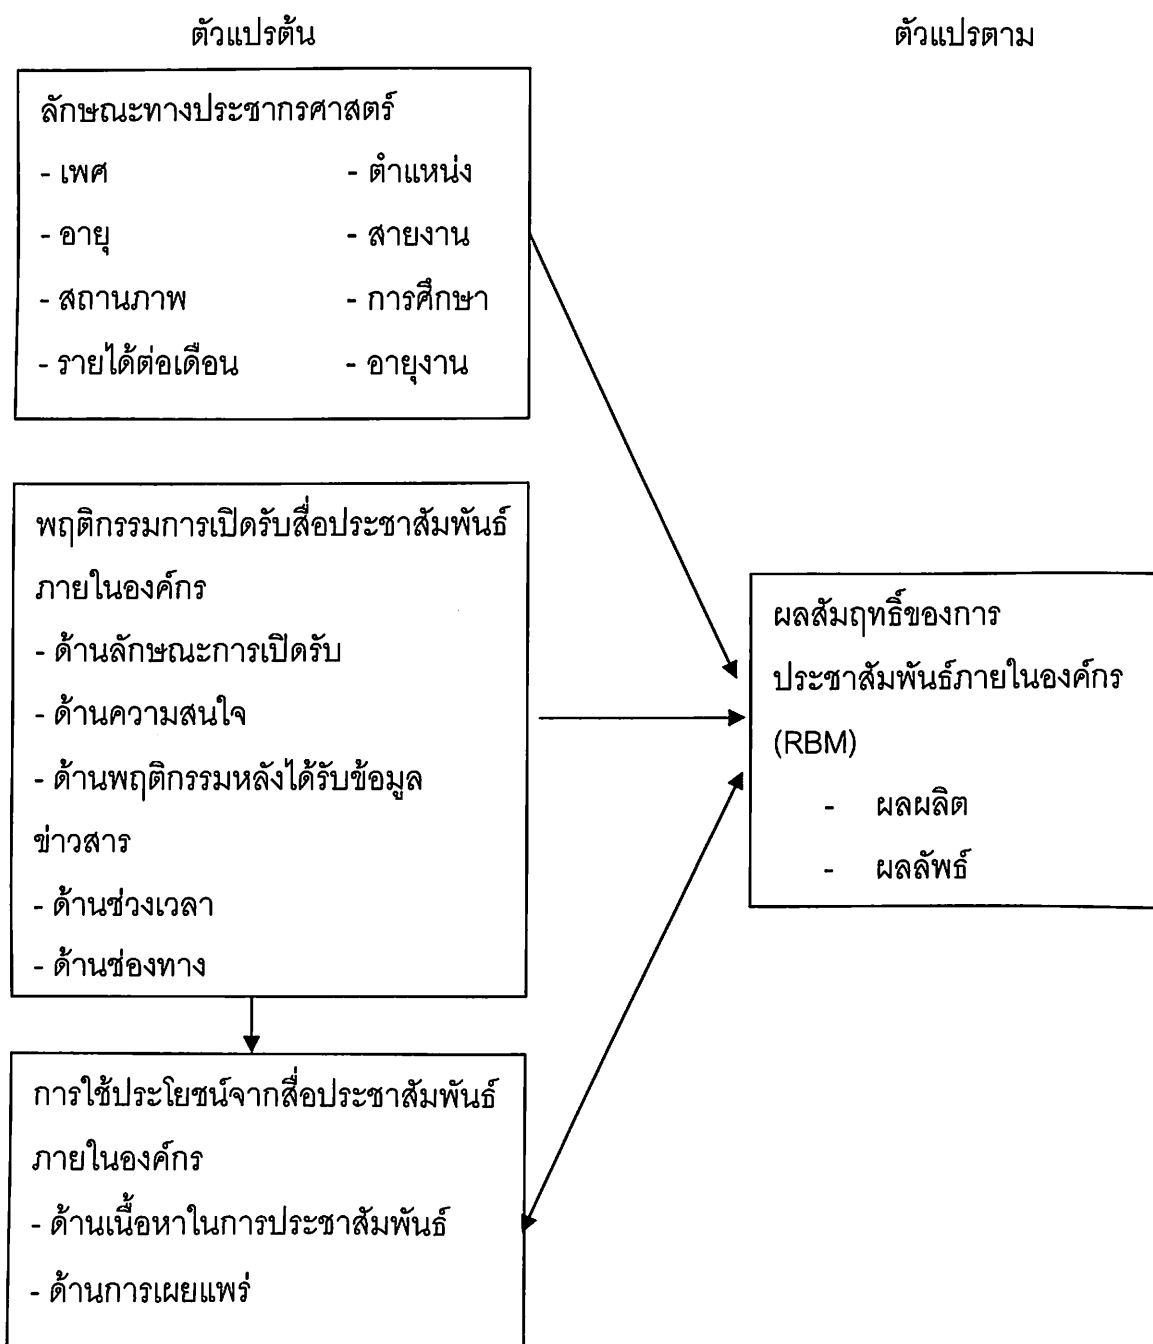 ตัวแปรต้น
ตัวแปรตาม
ลักษณะทางประชากรศาสตร์
- เพศ - ตำแหน่ง
- อายุ - สายงาน
- สถานภาพ - การศึกษา
- รายได้ต่อเดือน - อายุงาน
พฤติกรรมการเปิดรับสื่อประชาสัมพันธ์
ภายในองค์กร
- ด้านลักษณะการเปิดรับ
- ด้านความสนใจ
- ด้านพฤติกรรมหลังได้รับข้อมูล
ข่าวสาร
- ด้านช่วงเวลา
- ด้านช่องทาง
ผลสัมฤทธิ์ของการ
ประชาสัมพันธ์ภายในองค์กร
(RBM)
- ผลผลิต
- ผลลัพธ์
การใช้ประโยชน์จากสื่อประชาสัมพันธ์
ภายในองค์กร
- ด้านเนื้อหาในการประชาสัมพันธ์
- ด้านการเผยแพร่